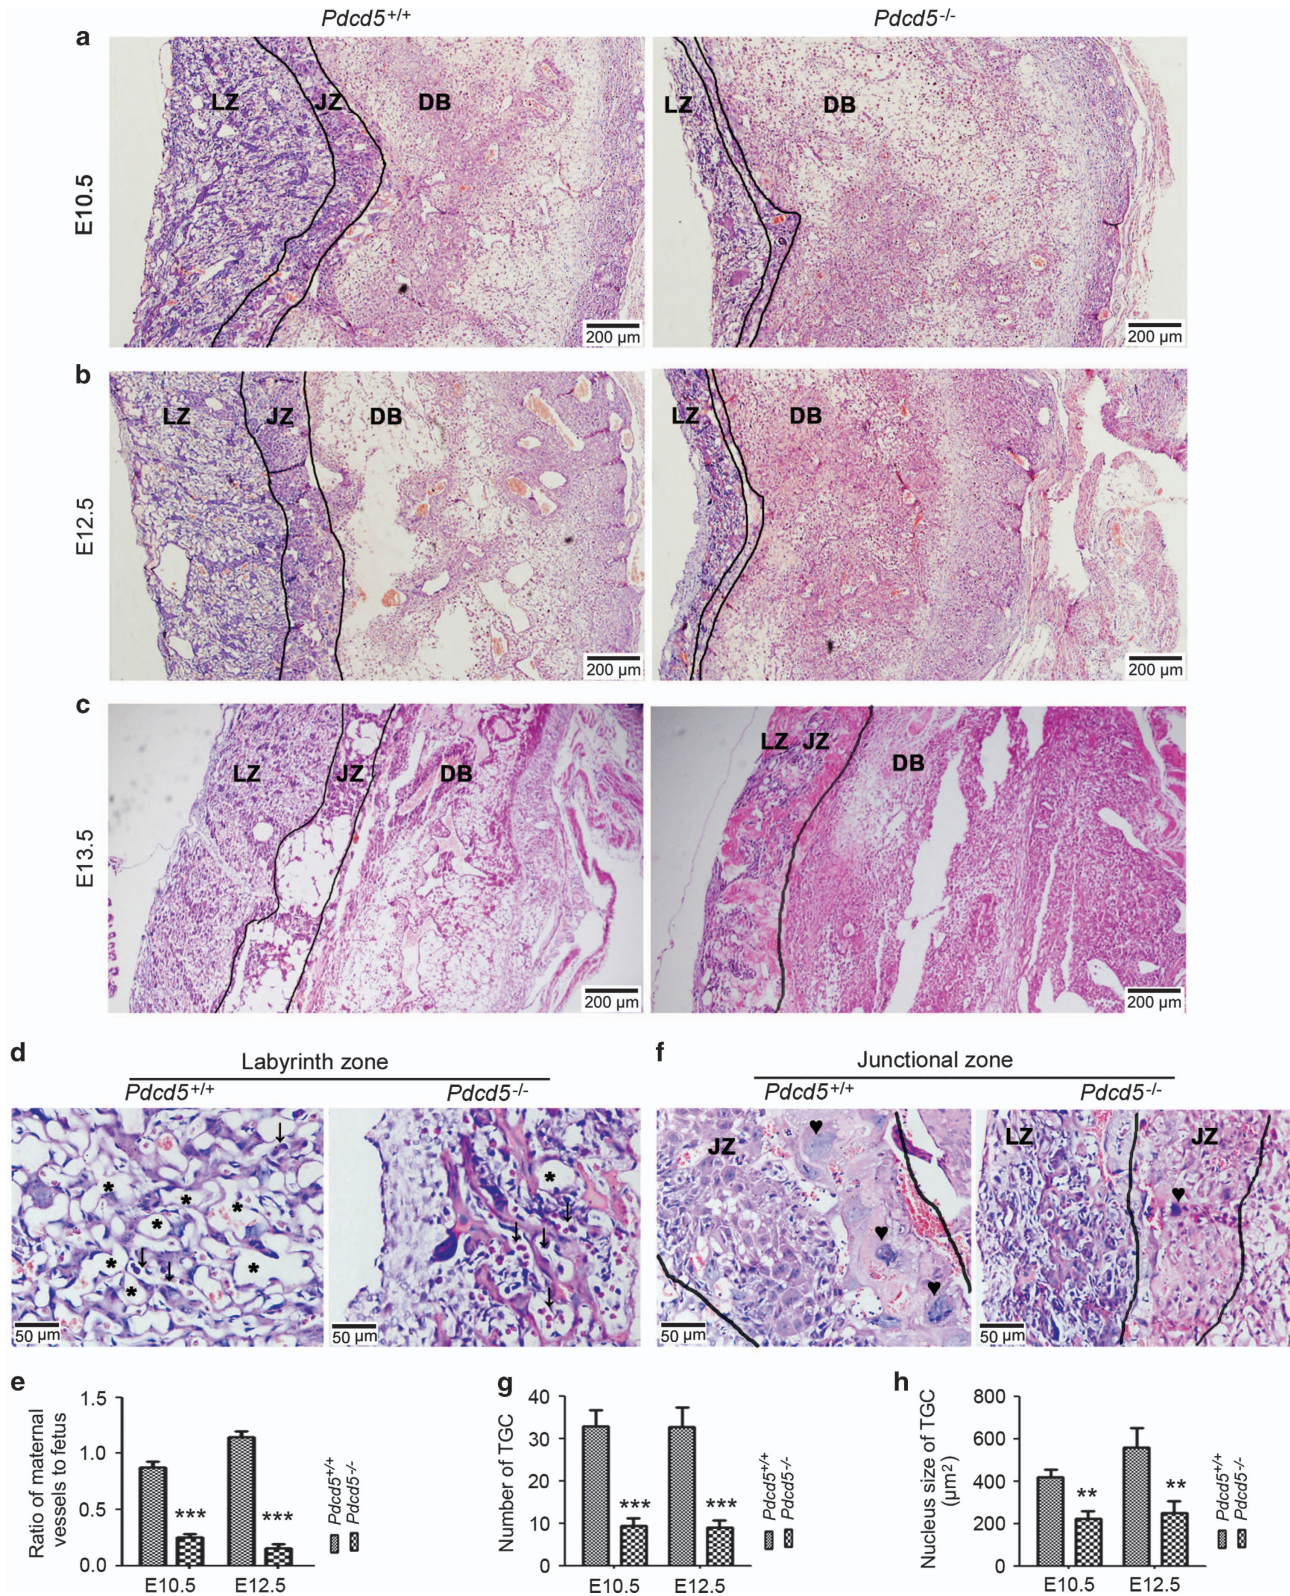 Pdcd5+/+
Pdcd5-/-
a
E10.5
LZ
JZ
DB
200 µm
LZ
DB
200 µm
b
E12.5
LZ
JZ
DB
200 µm
LZ
DB
200 µm
c
E13.5
LZ
JZ
DB
200 µm
LZ JZ
DB
200 µm
d
Labyrinth zone
Pdcd5+/+
Pdcd5-/-
* * * * * * *
50 µm
*
50 µm
f
Junctional zone
Pdcd5+/+
Pdcd5-/-
JZ
50 µm
LZ
JZ
50 µm
e
Ratio of maternal
vessels to fetus
1.5
1.0
0.5
0.0
***
***
E10.5
E12.5
Pdcd5+/+
Pdcd5-/-
g
Number of TGC
40
30
20
10
0
***
***
E10.5
E12.5
Pdcd5+/+
Pdcd5-/-
h
Nucleus size of TGC
(µm²)
800
600
400
200
0
**
**
E10.5
E12.5
Pdcd5+/+
Pdcd5-/-